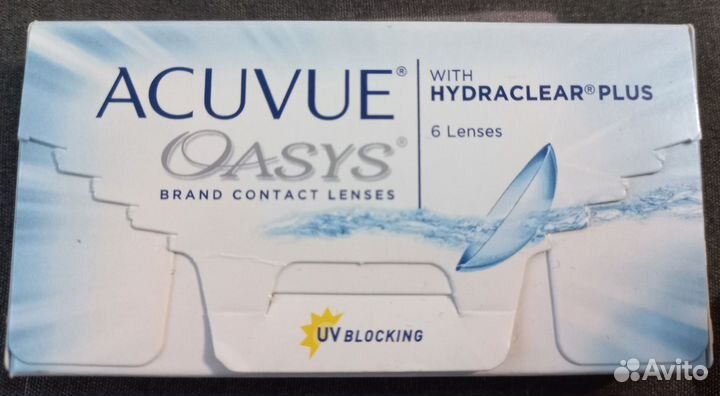 ACUVUE®
OASYS®
BRAND CONTACT LENSES
WITH
HYDRACLEAR® PLUS
6 Lenses
UV BLOCKING
Avito